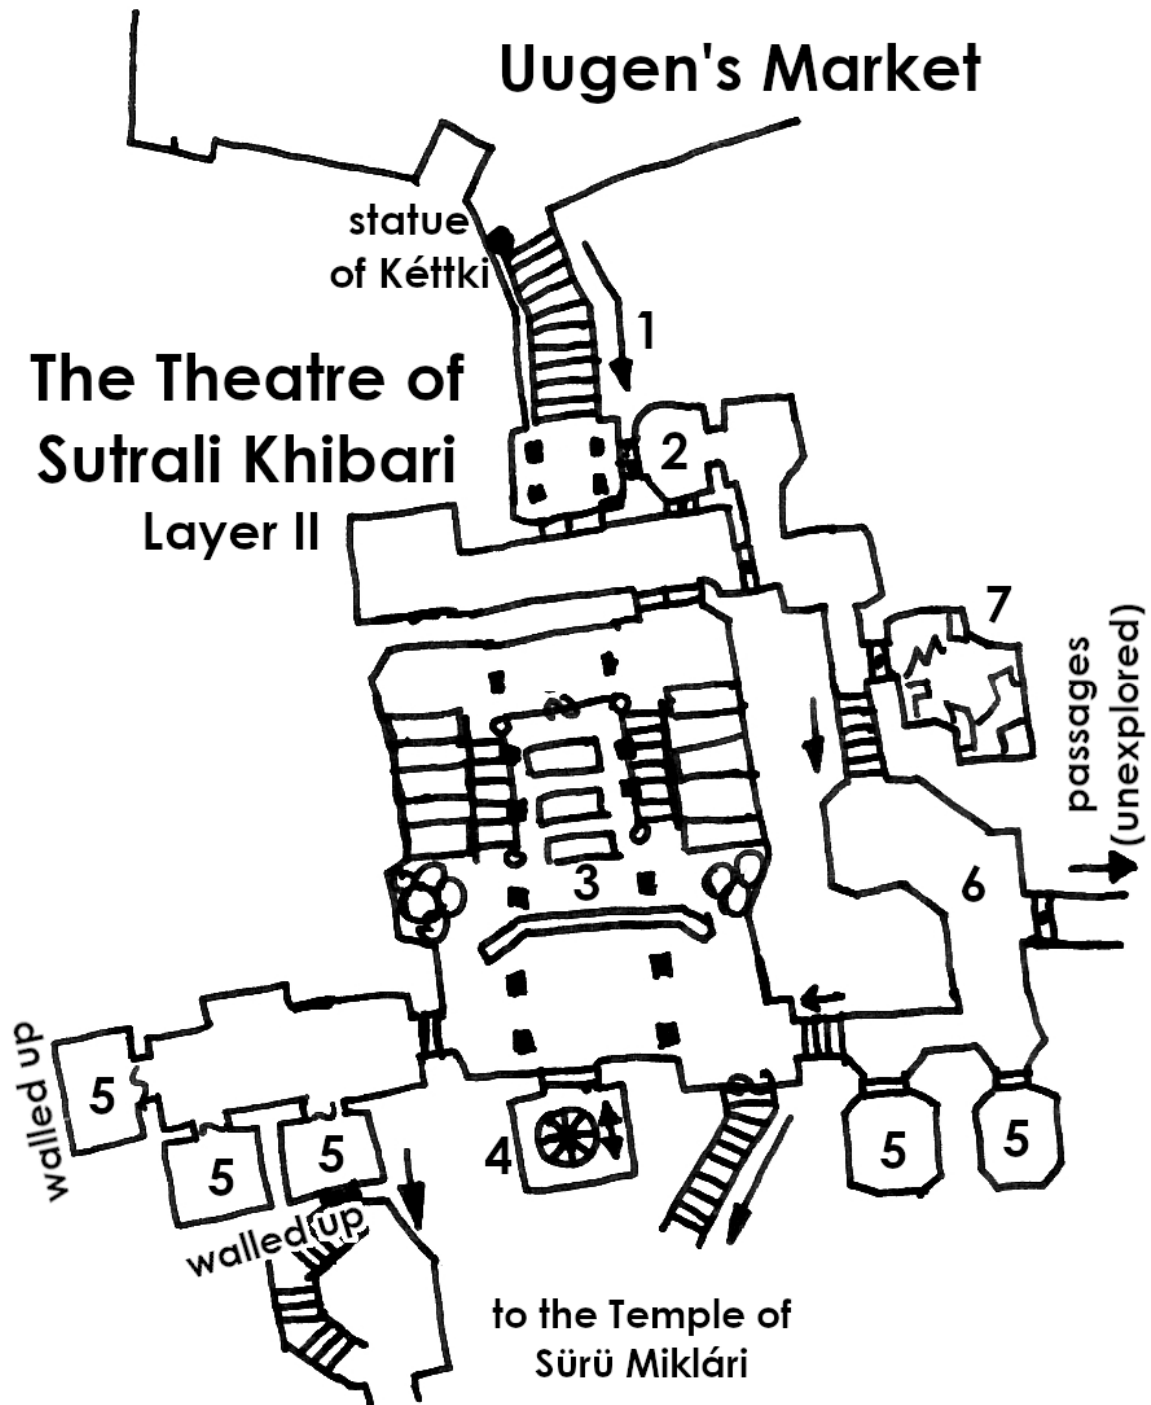 Uugen's Market
statue
of Kéttki
1
The Theatre of
Sutrali Khibari
Layer II
2
7
passages
(unexplored)
3
6
walled up
5
5
5
4
5
5
walled up
to the Temple of
Sürü Miklári